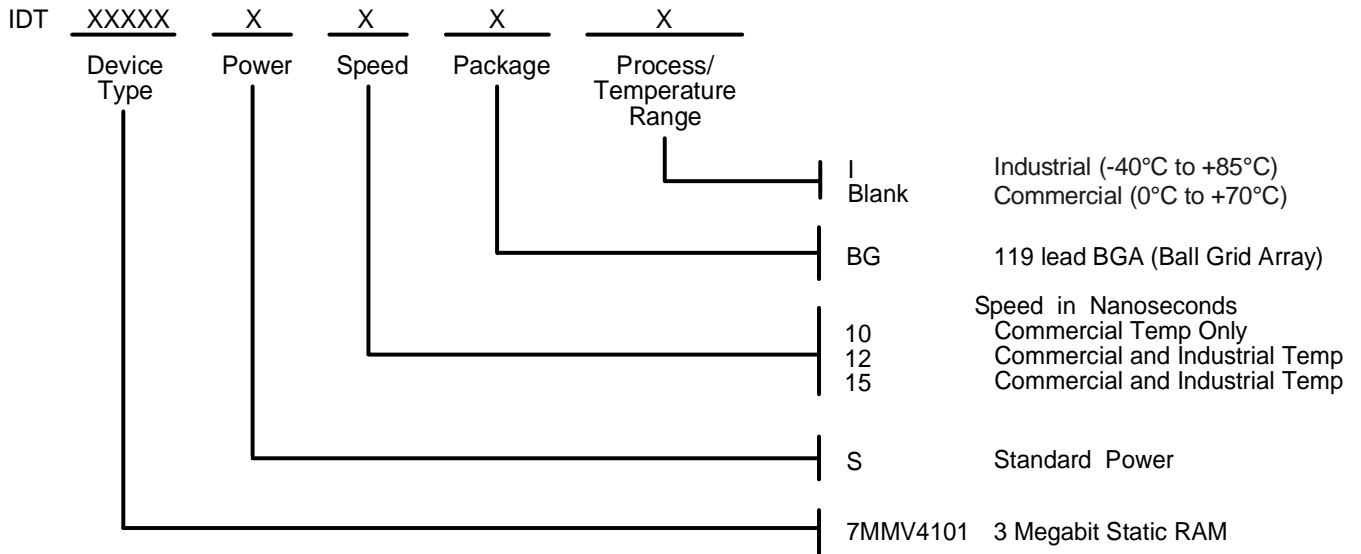 IDT XXXXX X X X X
Device Type Power Speed Package Process/ Temperature Range
I Industrial (-40°C to +85°C)
Blank Commercial (0°C to +70°C)
BG 119 lead BGA (Ball Grid Array)
Speed in Nanoseconds
10 Commercial Temp Only
12 Commercial and Industrial Temp
15 Commercial and Industrial Temp
S Standard Power
7MMV4101 3 Megabit Static RAM